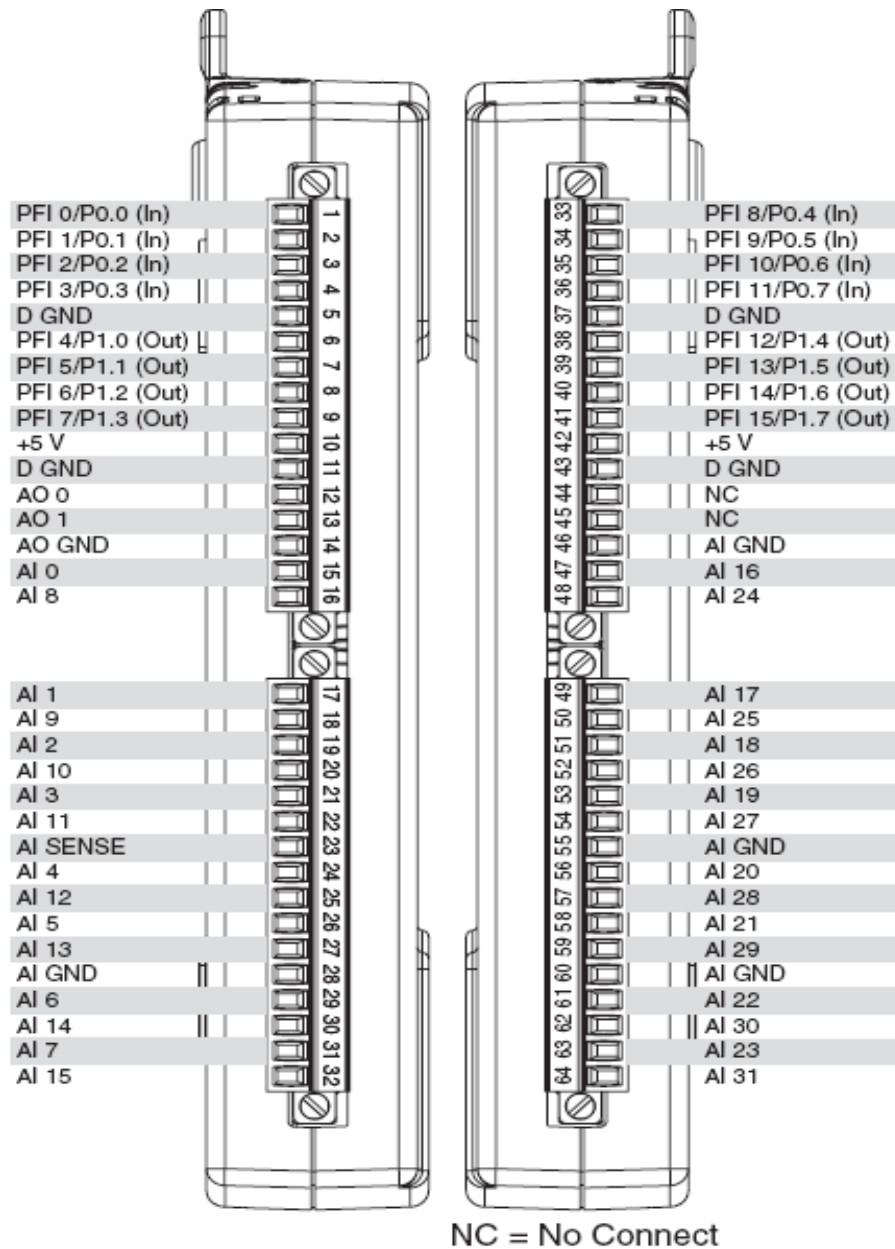 PFI 0/P0.0 (In) 1
PFI 1/P0.1 (In) 2
PFI 2/P0.2 (In) 3
PFI 3/P0.3 (In) 4
D GND 5
PFI 4/P1.0 (Out) 6
PFI 5/P1.1 (Out) 7
PFI 6/P1.2 (Out) 8
PFI 7/P1.3 (Out) 9
+5 V 10
D GND 11
AO 0 12
AO 1 13
AO GND 14
AI 0 15
AI 8 16
AI 1 17
AI 9 18
AI 2 19
AI 10 20
AI 3 21
AI 11 22
AI SENSE 23
AI 4 24
AI 12 25
AI 5 26
AI 13 27
AI GND 28
AI 6 29
AI 14 30
AI 7 31
AI 15 32
33 PFI 8/P0.4 (In)
34 PFI 9/P0.5 (In)
35 PFI 10/P0.6 (In)
36 PFI 11/P0.7 (In)
37 D GND
38 PFI 12/P1.4 (Out)
39 PFI 13/P1.5 (Out)
40 PFI 14/P1.6 (Out)
41 PFI 15/P1.7 (Out)
42 +5 V
43 D GND
44 NC
45 NC
46 AI GND
47 AI 16
48 AI 24
49 AI 17
50 AI 25
51 AI 18
52 AI 26
53 AI 19
54 AI 27
55 AI GND
56 AI 20
57 AI 28
58 AI 21
59 AI 29
60 AI GND
61 AI 22
62 AI 30
63 AI 23
64 AI 31
NC = No Connect